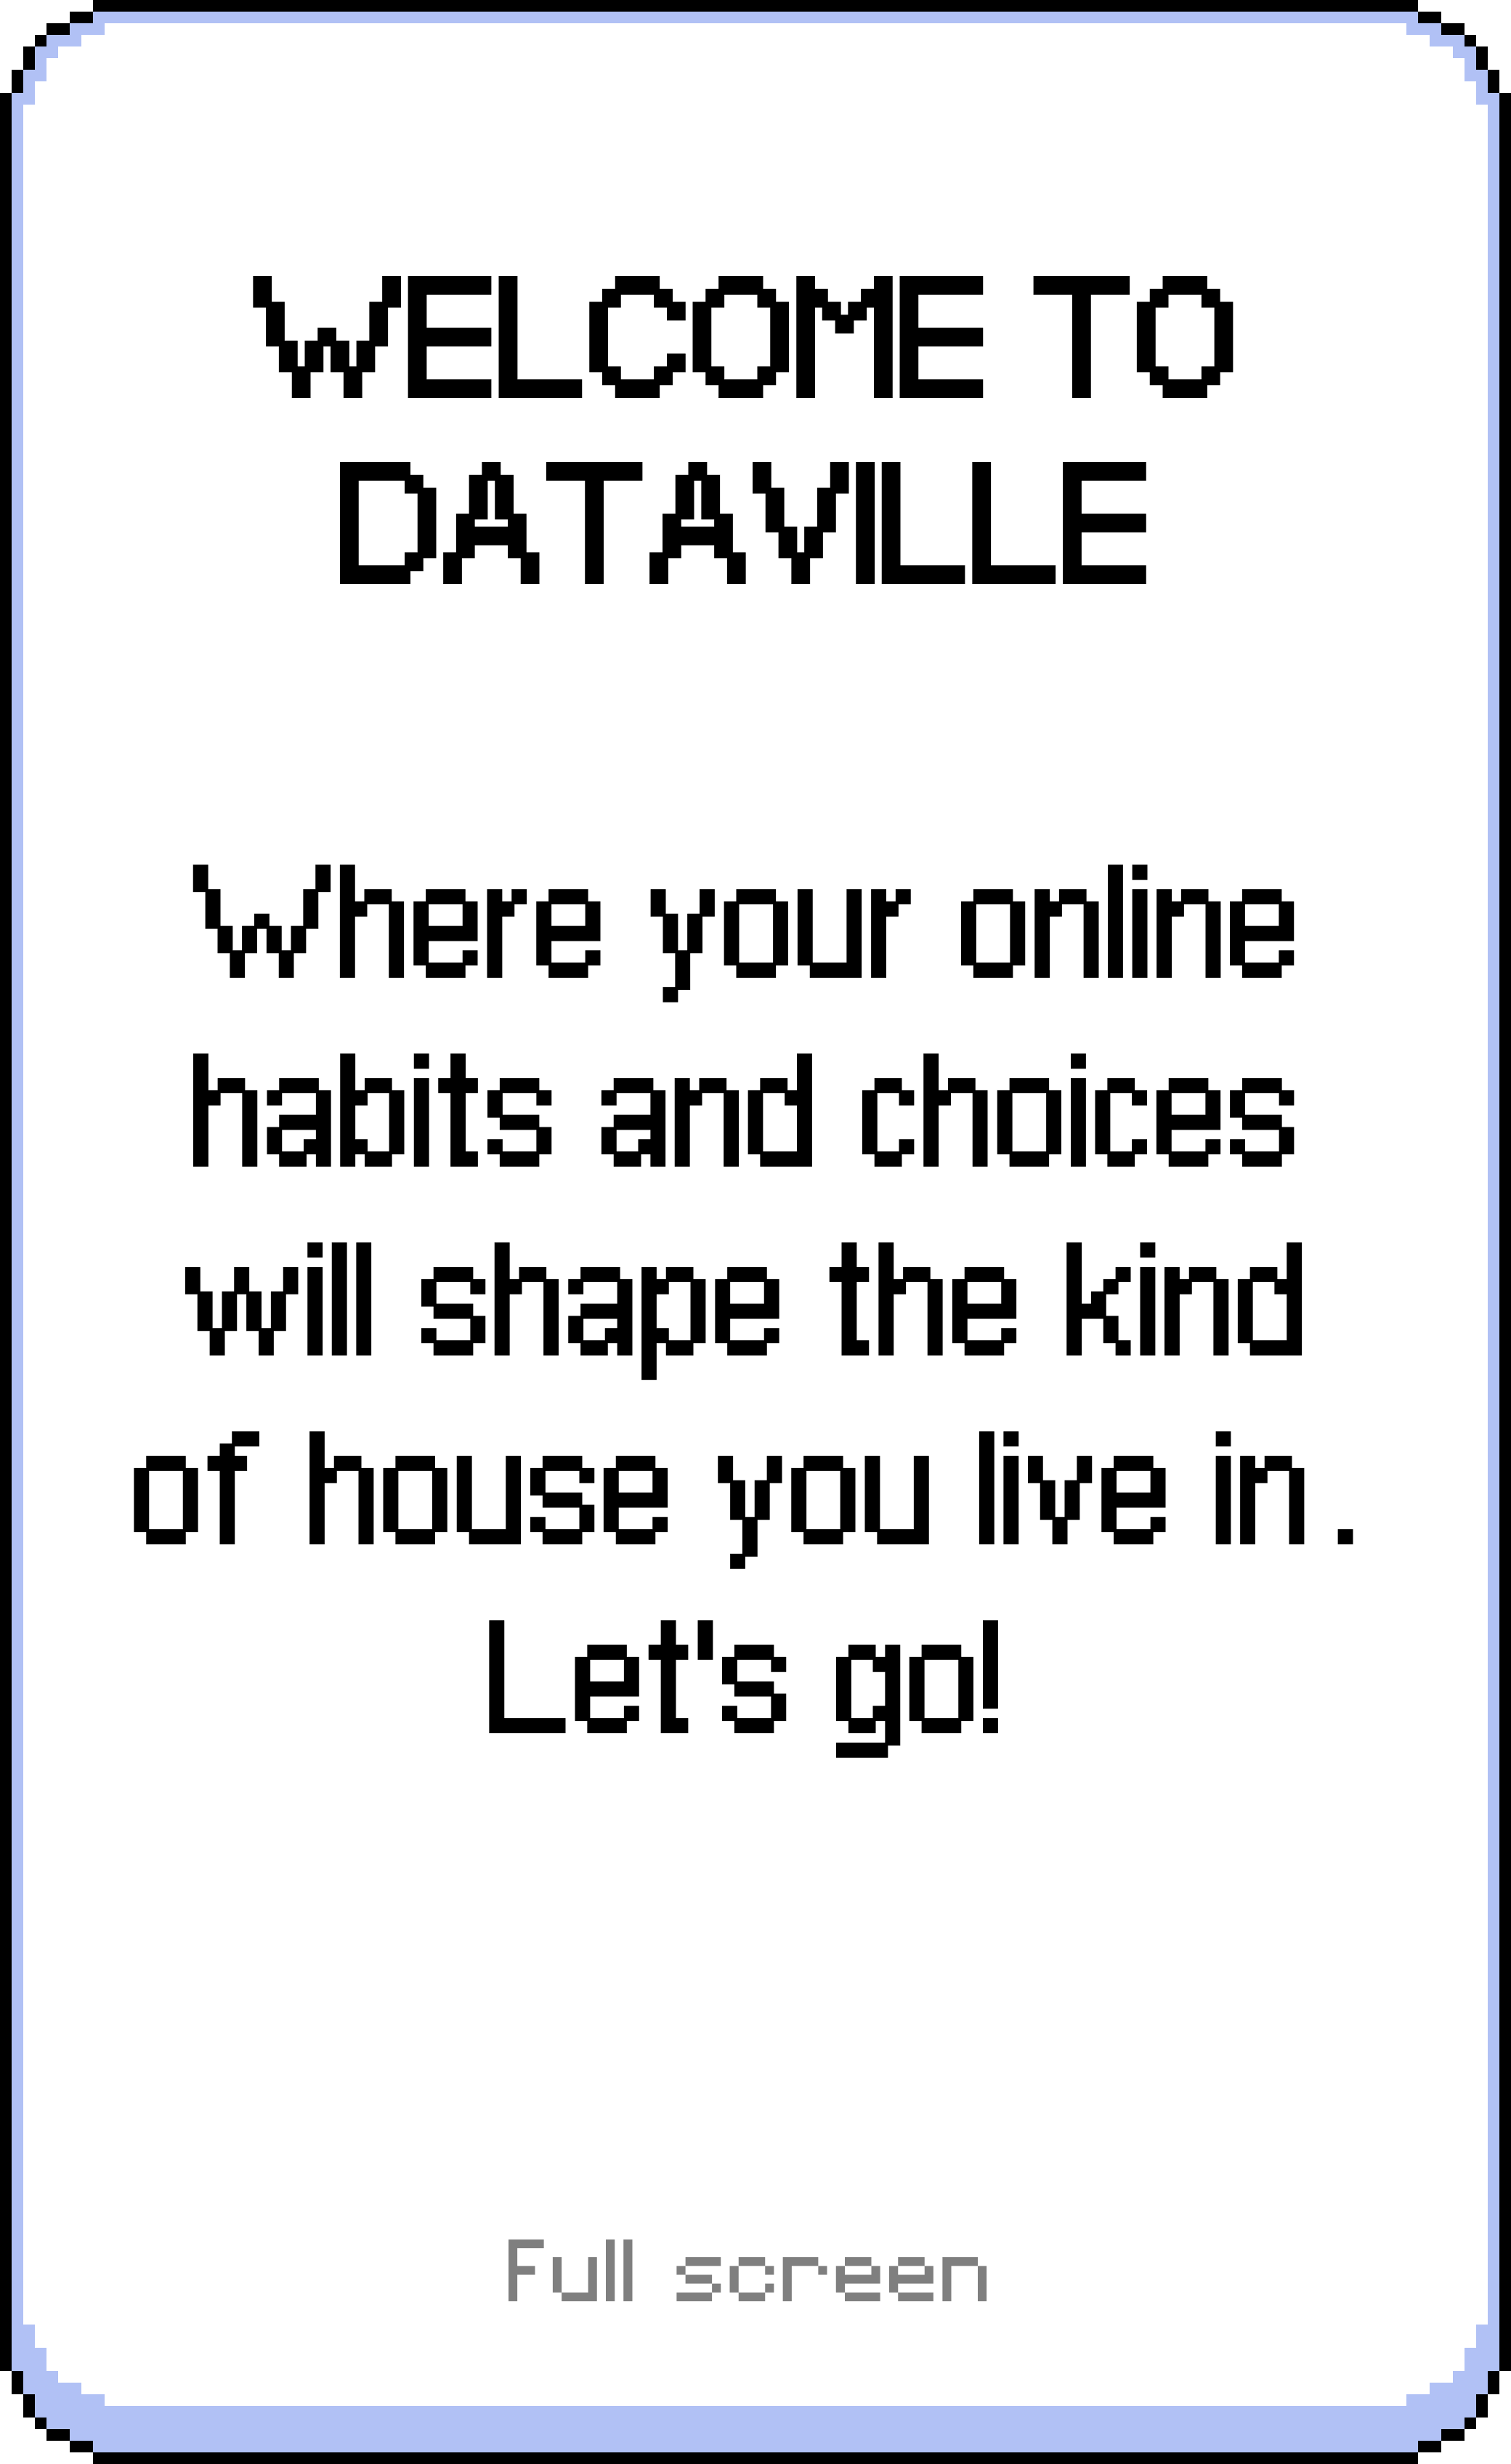 WELCOME TO
DATAVILLE
Where your online
habits and choices
will shape the kind
of house you live in.
Let's go!
Full screen